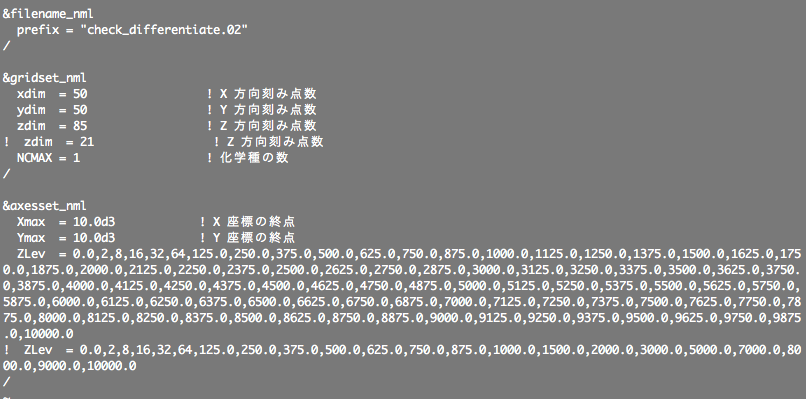 &filename_nml
  prefix = "check_differentiate.02"
/
&gridset_nml
  xdim  = 50                 ! X 方向刻み点数
  ydim  = 50                 ! Y 方向刻み点数
  zdim  = 85                 ! Z 方向刻み点数
!  zdim  = 21                 ! Z 方向刻み点数
  NCMAX = 1                  ! 化学種の数
/
&axesset_nml
  Xmax  = 10.0d3            ! X 座標の終点
  Ymax  = 10.0d3            ! Y 座標の終点
  ZLev  = 0.0,2,8,16,32,64,125.0,250.0,375.0,500.0,625.0,750.0,875.0,1000.0,1125.0,1250.0,1375.0,1500.0,1625.0,175
0.0,1875.0,2000.0,2125.0,2250.0,2375.0,2500.0,2625.0,2750.0,2875.0,3000.0,3125.0,3250.0,3375.0,3500.0,3625.0,3750.
0,3875.0,4000.0,4125.0,4250.0,4375.0,4500.0,4625.0,4750.0,4875.0,5000.0,5125.0,5250.0,5375.0,5500.0,5625.0,5750.0,
5875.0,6000.0,6125.0,6250.0,6375.0,6500.0,6625.0,6750.0,6875.0,7000.0,7125.0,7250.0,7375.0,7500.0,7625.0,7750.0,78
75.0,8000.0,8125.0,8250.0,8375.0,8500.0,8625.0,8750.0,8875.0,9000.0,9125.0,9250.0,9375.0,9500.0,9625.0,9750.0,9875
.0,10000.0
!  ZLev  = 0.0,2,8,16,32,64,125.0,250.0,375.0,500.0,625.0,750.0,875.0,1000.0,1500.0,2000.0,3000.0,5000.0,7000.0,80
00.0,9000.0,10000.0
/
~